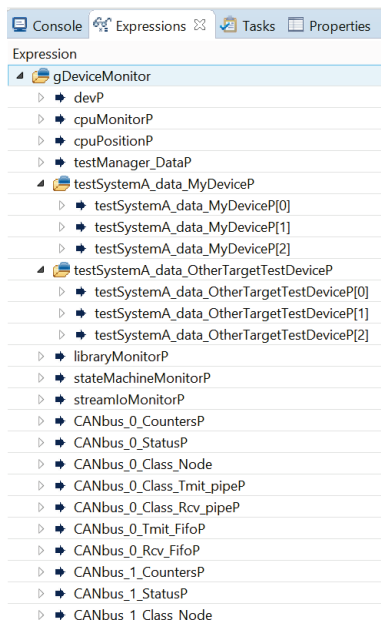 Console Expressions Tasks Properties
Expression
gDeviceMonitor
devP
cpuMonitorP
cpuPositionP
testManager_DataP
testSystemA_data_MyDeviceP
testSystemA_data_MyDeviceP[0]
testSystemA_data_MyDeviceP[1]
testSystemA_data_MyDeviceP[2]
testSystemA_data_OtherTargetTestDeviceP
testSystemA_data_OtherTargetTestDeviceP[0]
testSystemA_data_OtherTargetTestDeviceP[1]
testSystemA_data_OtherTargetTestDeviceP[2]
libraryMonitorP
stateMachineMonitorP
streamIoMonitorP
CANbus_0_CountersP
CANbus_0_StatusP
CANbus_0_Class_Node
CANbus_0_Class_Tmit_pipeP
CANbus_0_Class_Rcv_pipeP
CANbus_0_Tmit_FifoP
CANbus_0_Rcv_FifoP
CANbus_1_CountersP
CANbus_1_StatusP
CANbus_1_Class_Node